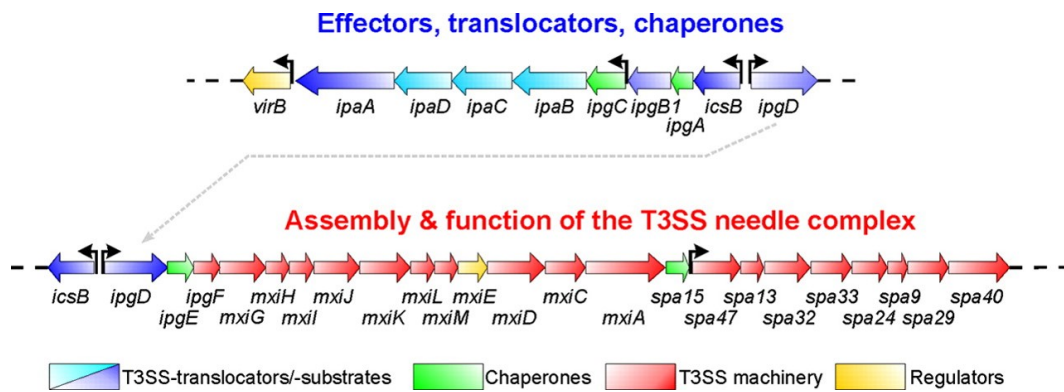 Effectors, translocators, chaperones
virB ipaA ipaD ipaC ipaB ipgC ipgB1 ipgA icsB ipgD
Assembly & function of the T3SS needle complex
icsB ipgD ipgF mxiH mxiJ mxiL mxiE mxiC spa15 spa13 spa33 spa9 spa40
ipgE mxiG mxiI mxiK mxiM mxiD mxiA spa47 spa32 spa24 spa29
T3SS-translocators/-substrates Chaperones T3SS machinery Regulators